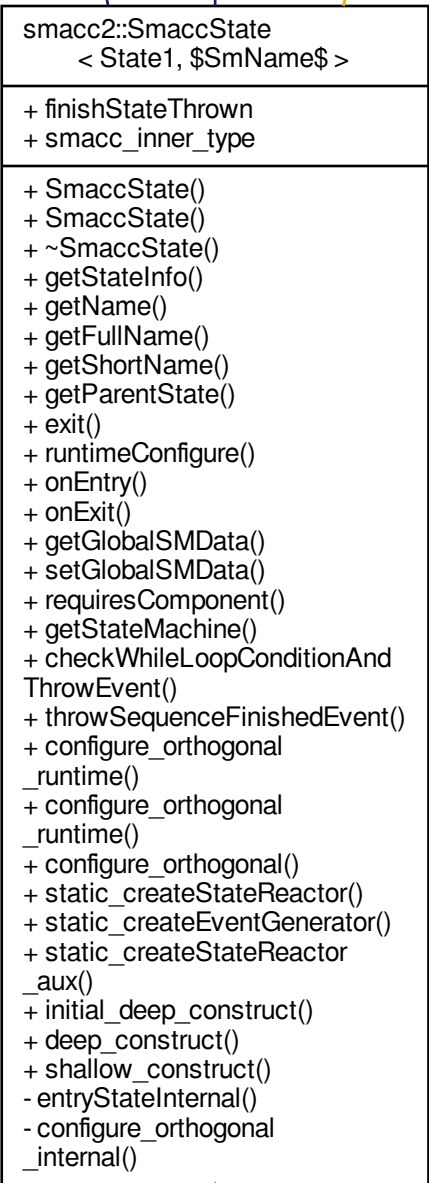 smacc2::SmaccState
< State1, $SmName$ >
+ finishStateThrown
+ smacc_inner_type
+ SmaccState()
+ SmaccState()
+ ~SmaccState()
+ getStateInfo()
+ getName()
+ getFullName()
+ getShortName()
+ getParentState()
+ exit()
+ runtimeConfigure()
+ onEntry()
+ onExit()
+ getGlobalSMData()
+ setGlobalSMData()
+ requiresComponent()
+ getStateMachine()
+ checkWhileLoopConditionAnd
ThrowEvent()
+ throwSequenceFinishedEvent()
+ configure_orthogonal
_runtime()
+ configure_orthogonal
_runtime()
+ configure_orthogonal()
+ static_createStateReactor()
+ static_createEventGenerator()
+ static_createStateReactor
_aux()
+ initial_deep_construct()
+ deep_construct()
+ shallow_construct()
- entryStateInternal()
- configure_orthogonal
_internal()